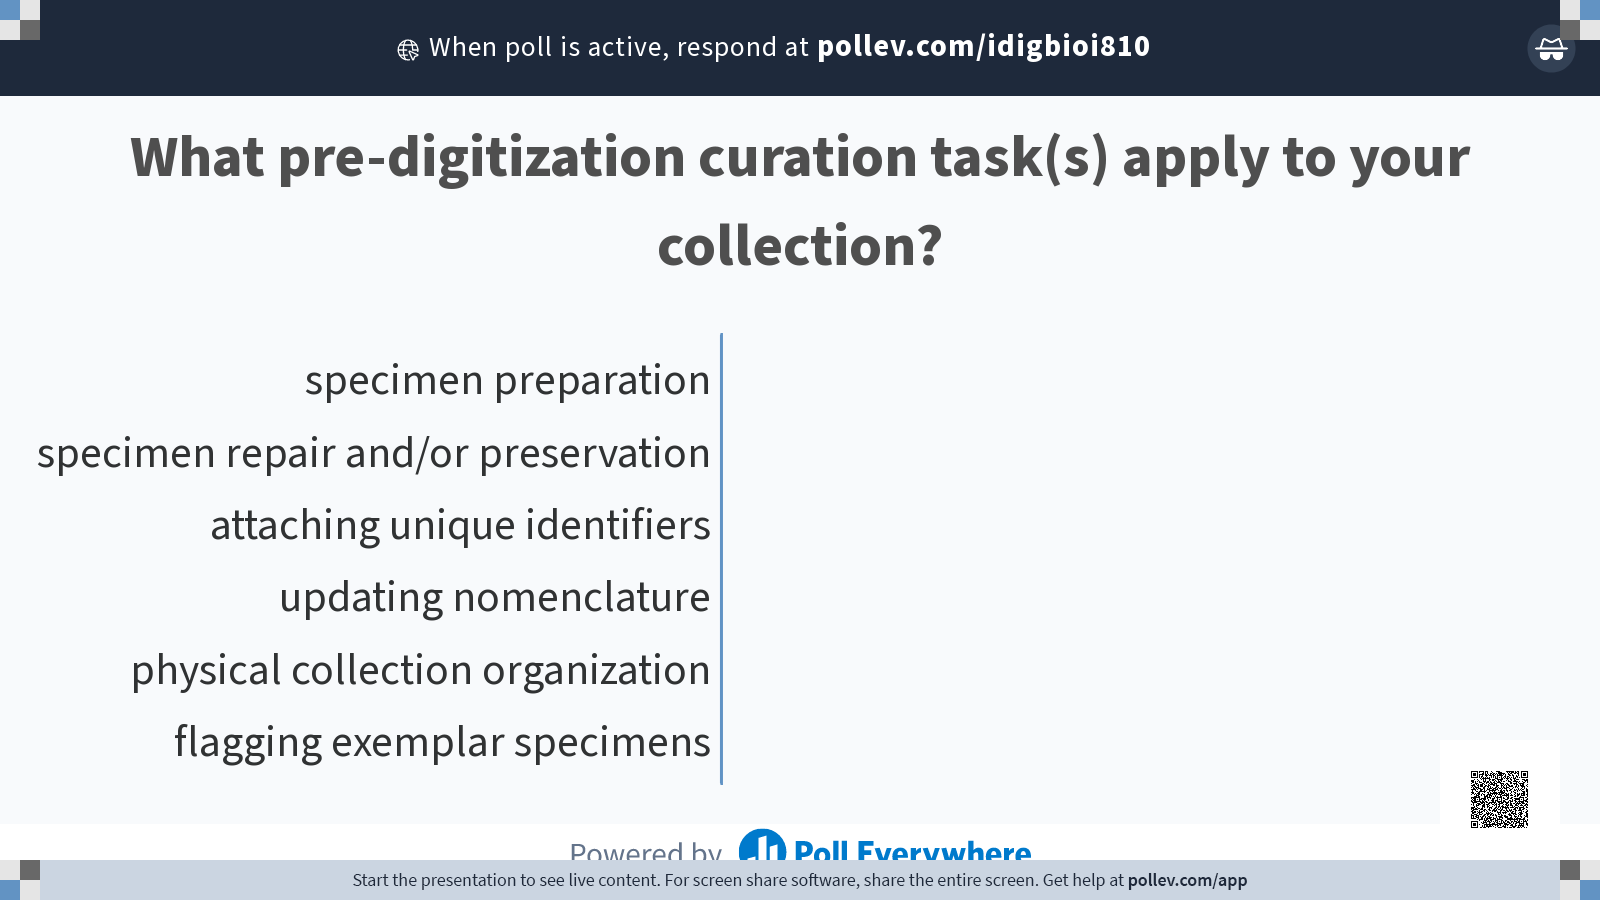 When poll is active, respond at pollev.com/idigbioi810
What pre-digitization curation task(s) apply to your
collection?
specimen preparation
specimen repair and/or preservation
attaching unique identifiers
updating nomenclature
physical collection organization
flagging exemplar specimens
Powered by Poll Everywhere
Start the presentation to see live content. For screen share software, share the entire screen. Get help at pollev.com/app